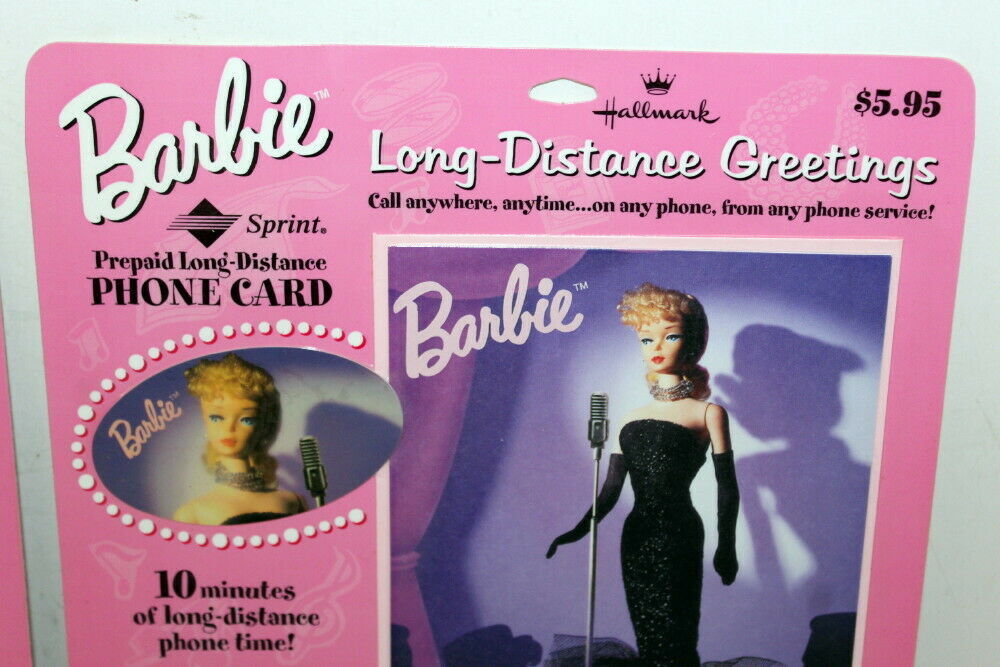 Barbie™
Sprint®
Prepaid Long-Distance
PHONE CARD
Barbie™
10 minutes
of long-distance
phone time!
Hallmark
$5.95
Long-Distance Greetings
Call anywhere, anytime...on any phone, from any phone service!
Barbie™